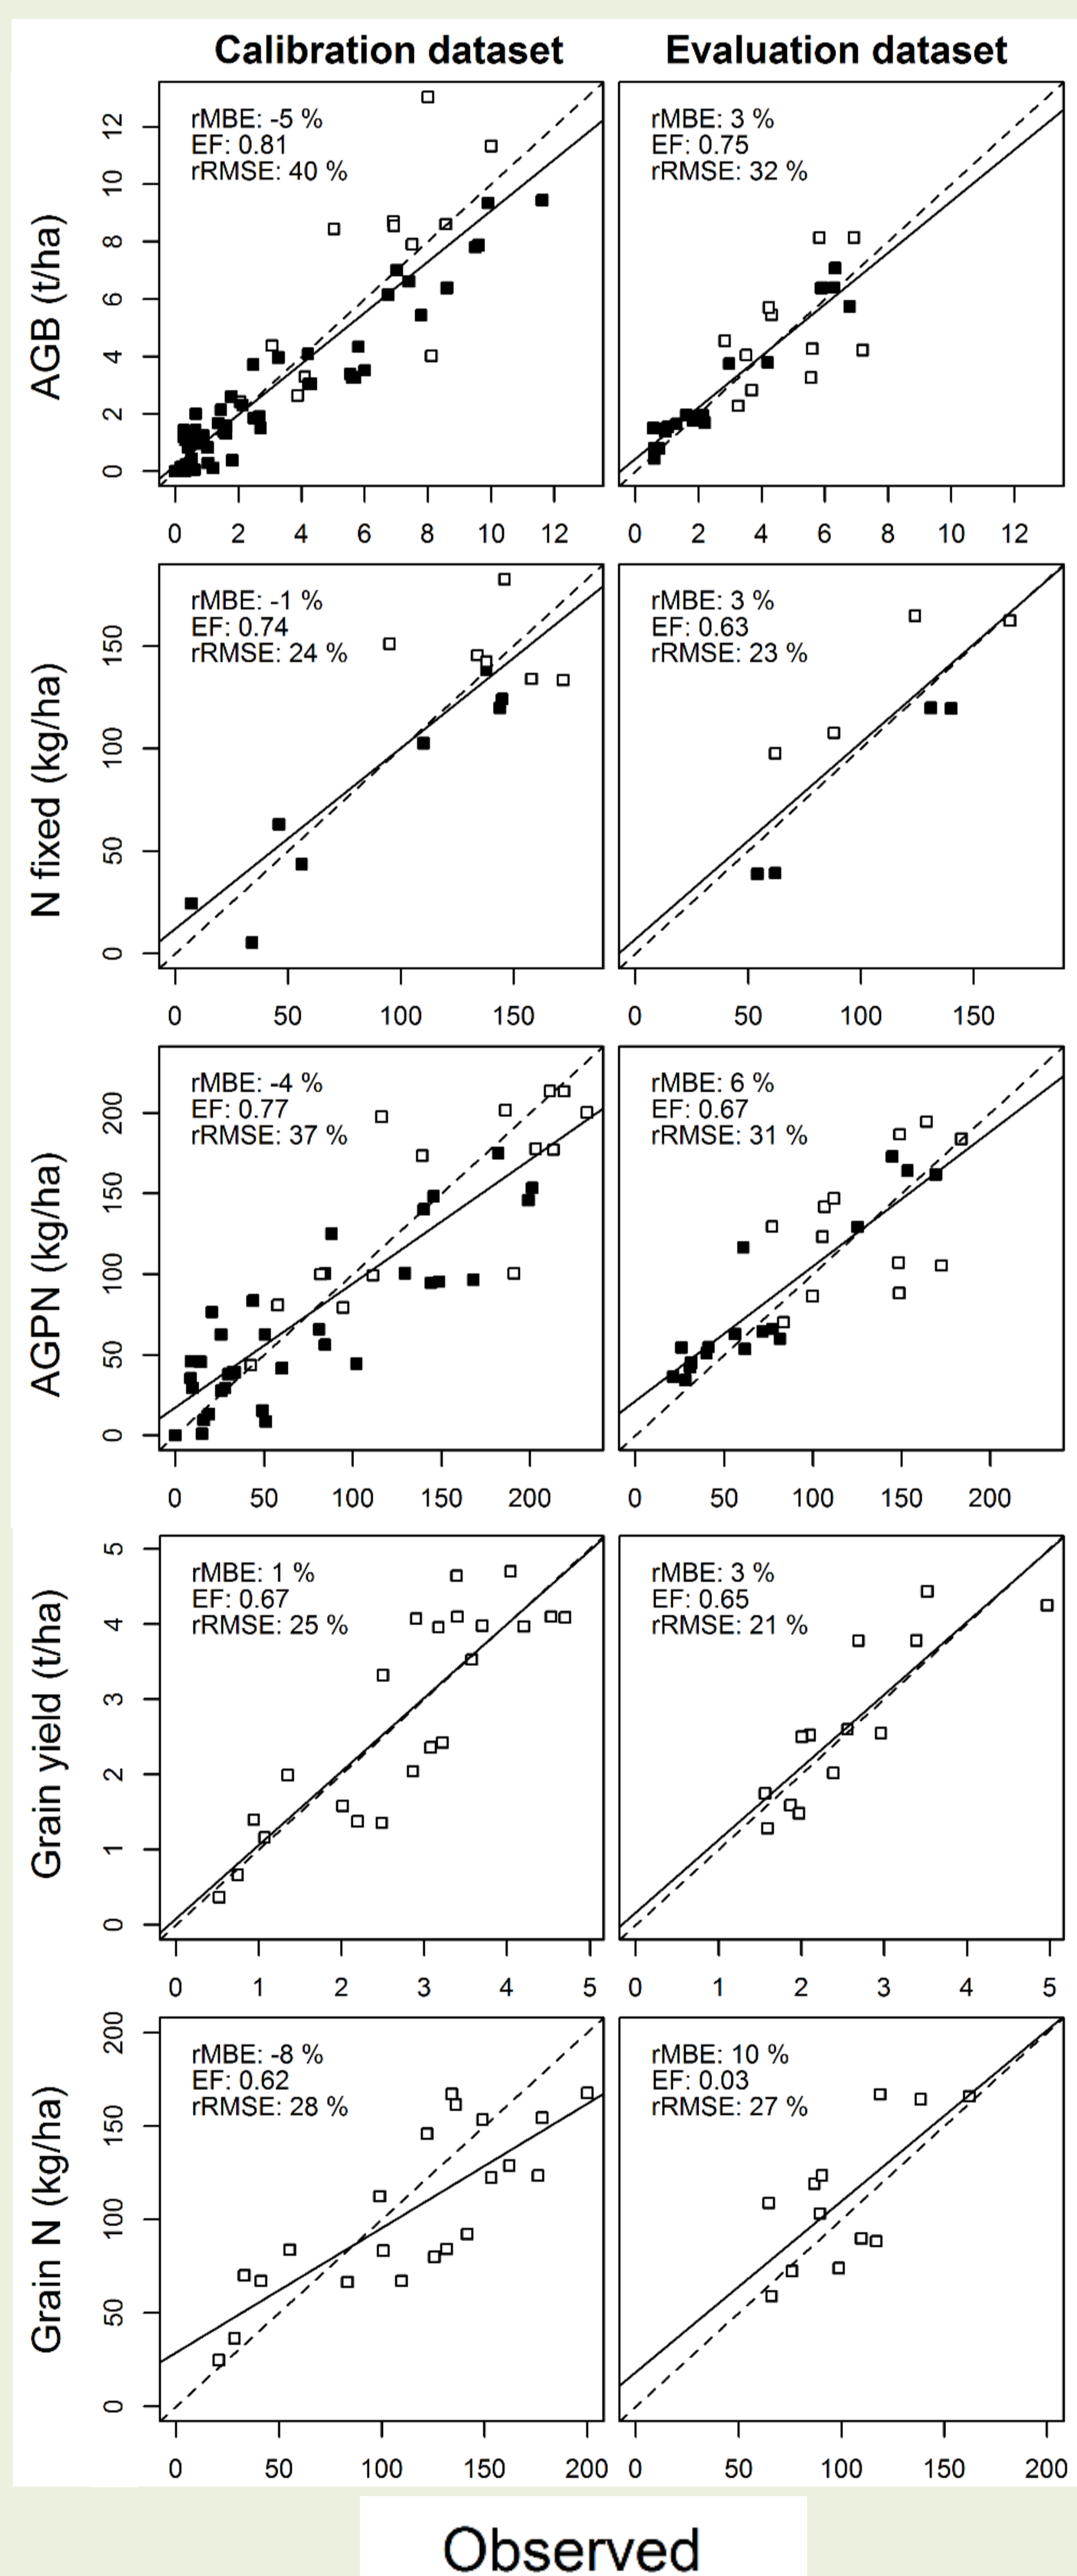 Calibration dataset
Evaluation dataset
AGB (t/ha)
0 2 4 6 8 10 12
rMBE: -5 %
EF: 0.81
rRMSE: 40 %
0 2 4 6 8 10 12
rMBE: 3 %
EF: 0.75
rRMSE: 32 %
0 2 4 6 8 10 12
N fixed (kg/ha)
0 50 100 150
rMBE: -1 %
EF: 0.74
rRMSE: 24 %
0 50 100 150
rMBE: 3 %
EF: 0.63
rRMSE: 23 %
0 50 100 150
AGPN (kg/ha)
0 50 100 150 200
rMBE: -4 %
EF: 0.77
rRMSE: 37 %
0 50 100 150 200
rMBE: 6 %
EF: 0.67
rRMSE: 31 %
0 50 100 150 200
Grain yield (t/ha)
0 1 2 3 4 5
rMBE: 1 %
EF: 0.67
rRMSE: 25 %
0 1 2 3 4 5
rMBE: 3 %
EF: 0.65
rRMSE: 21 %
0 1 2 3 4 5
Grain N (kg/ha)
0 50 100 150 200
rMBE: -8 %
EF: 0.62
rRMSE: 28 %
0 50 100 150 200
rMBE: 10 %
EF: 0.03
rRMSE: 27 %
0 50 100 150 200
Observed